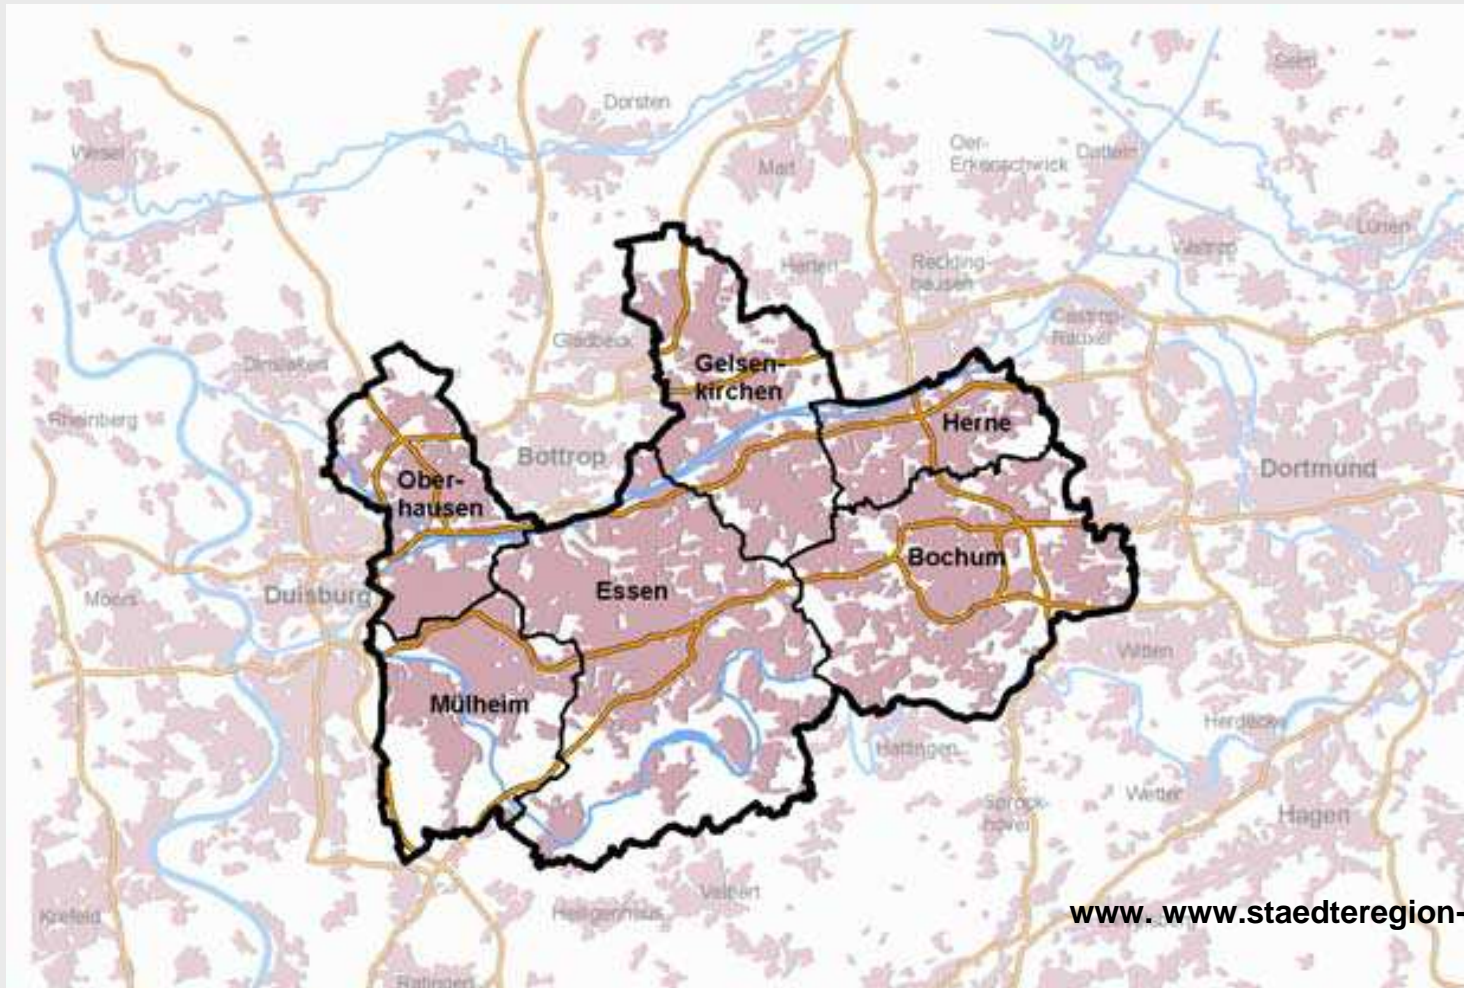 Dorsten
Wesel
Marl
Oer-
Erkenschwick
Datteln
Selm
Lünen
Waltrop
Herten
Reckling-
hausen
Castrop-
Rauxel
Gladbeck
Dinslaken
Gelsen-
kirchen
Rheinberg
Herne
Bottrop
Dortmund
Ober-
hausen
Bochum
Essen
Duisburg
Moers
Witten
Mülheim
Herdecke
Hattingen
Wetter
Sprock-
hövel
Hagen
Velbert
Heiligenhaus
Krefeld
www. www.staedteregion-
Ratingen